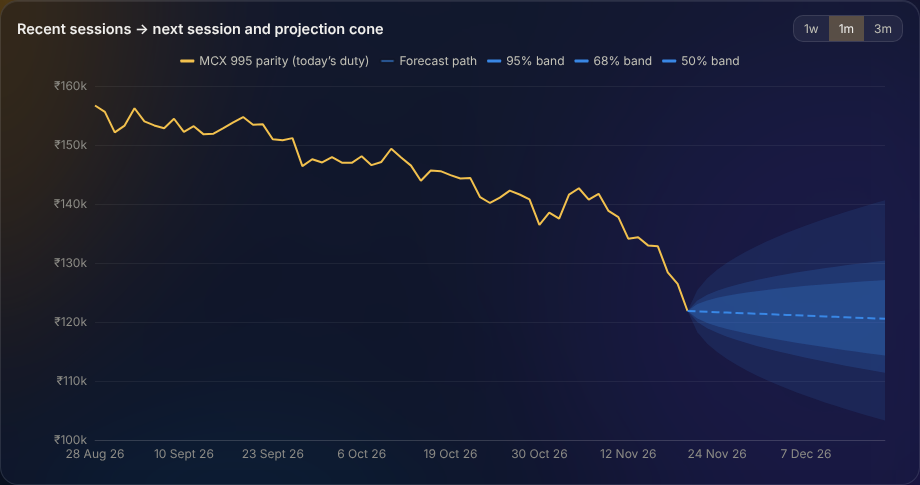 Recent sessions → next session and projection cone
1w 1m 3m
MCX 995 parity (today's duty) Forecast path 95% band 68% band 50% band
₹160k
₹150k
₹140k
₹130k
₹120k
₹110k
₹100k
28 Aug 26 10 Sept 26 23 Sept 26 6 Oct 26 19 Oct 26 30 Oct 26 12 Nov 26 24 Nov 26 7 Dec 26